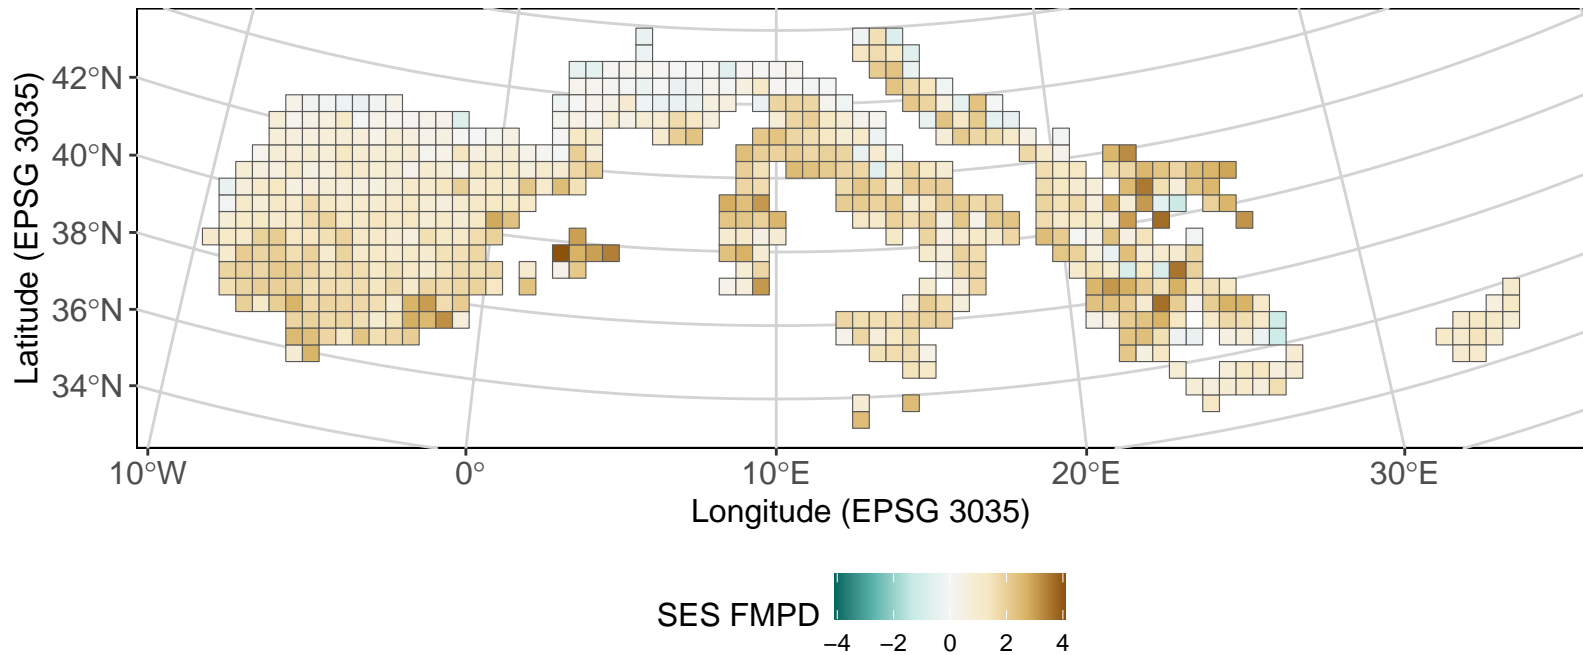 Latitude (EPSG 3035)
42°N
40°N
38°N
36°N
34°N
10°W 0° 10°E 20°E 30°E
Longitude (EPSG 3035)
SES FMPD
−4 −2 0 2 4